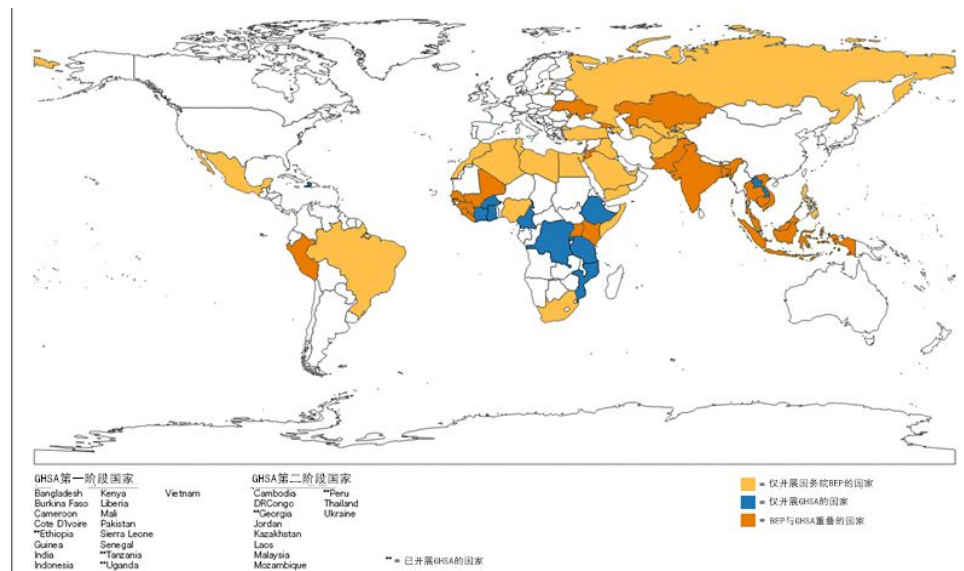 GHSA第一阶段国家
Bangladesh Kenya Vietnam
Burkina Faso Liberia
Cameroon Mali
Cote D'Ivoire Pakistan
**Ethiopia Sierra Leone
Guinea Senegal
India **Tanzania
Indonesia **Uganda
GHSA第二阶段国家
Cambodia **Peru
DRCongo Thailand
**Georgia Ukraine
Jordan
Kazakhstan
Laos
Malaysia
Mozambique
** = 已开展GHSA的国家
= 仅开展国务院BEP的国家
= 仅开展GHSA的国家
= BEP与GHSA重叠的国家